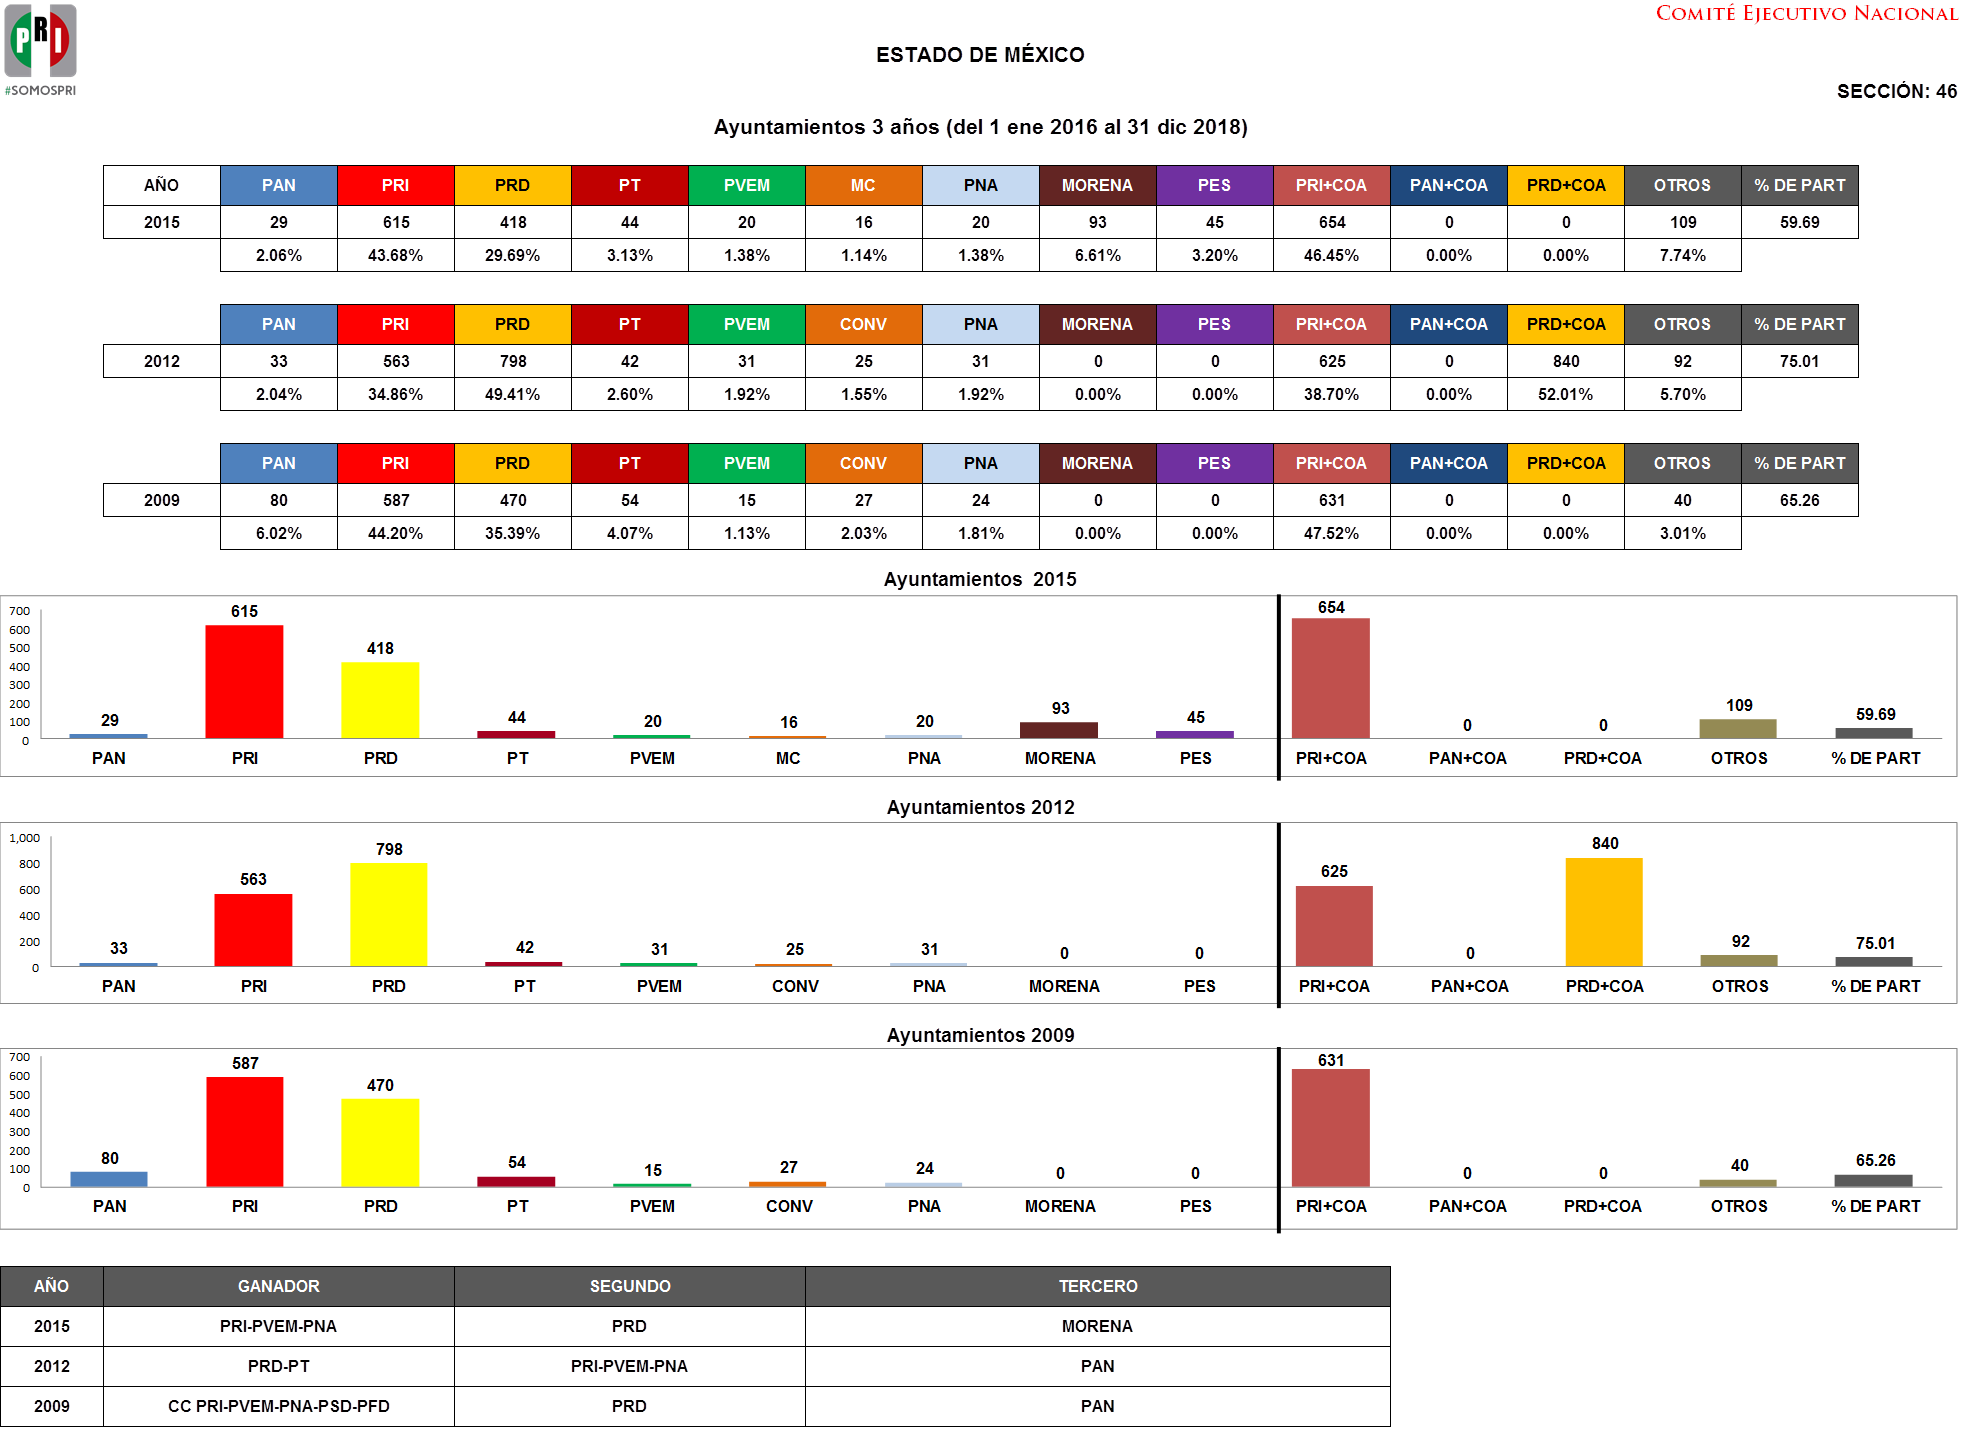 COMITÉ EJECUTIVO NACIONAL
PRI
#SOMOSPRI
ESTADO DE MÉXICO
SECCIÓN: 46
Ayuntamientos 3 años (del 1 ene 2016 al 31 dic 2018)
AÑO PAN PRI PRD PT PVEM MC PNA MORENA PES PRI+COA PAN+COA PRD+COA OTROS % DE PART
2015 29 615 418 44 20 16 20 93 45 654 0 0 109 59.69
2.06% 43.68% 29.69% 3.13% 1.38% 1.14% 1.38% 6.61% 3.20% 46.45% 0.00% 0.00% 7.74%
PAN PRI PRD PT PVEM CONV PNA MORENA PES PRI+COA PAN+COA PRD+COA OTROS % DE PART
2012 33 563 798 42 31 25 31 0 0 625 0 840 92 75.01
2.04% 34.86% 49.41% 2.60% 1.92% 1.55% 1.92% 0.00% 0.00% 38.70% 0.00% 52.01% 5.70%
PAN PRI PRD PT PVEM CONV PNA MORENA PES PRI+COA PAN+COA PRD+COA OTROS % DE PART
2009 80 587 470 54 15 27 24 0 0 631 0 0 40 65.26
6.02% 44.20% 35.39% 4.07% 1.13% 2.03% 1.81% 0.00% 0.00% 47.52% 0.00% 0.00% 3.01%
Ayuntamientos 2015
700
600
500
400
300
200
100
0
29 615 418 44 20 16 20 93 45 654 0 0 109 59.69
PAN PRI PRD PT PVEM MC PNA MORENA PES PRI+COA PAN+COA PRD+COA OTROS % DE PART
Ayuntamientos 2012
1,000
800
600
400
200
0
33 563 798 42 31 25 31 0 0 625 0 840 92 75.01
PAN PRI PRD PT PVEM CONV PNA MORENA PES PRI+COA PAN+COA PRD+COA OTROS % DE PART
Ayuntamientos 2009
700
600
500
400
300
200
100
0
80 587 470 54 15 27 24 0 0 631 0 0 40 65.26
PAN PRI PRD PT PVEM CONV PNA MORENA PES PRI+COA PAN+COA PRD+COA OTROS % DE PART
AÑO GANADOR SEGUNDO TERCERO
2015 PRI-PVEM-PNA PRD MORENA
2012 PRD-PT PRI-PVEM-PNA PAN
2009 CC PRI-PVEM-PNA-PSD-PFD PRD PAN